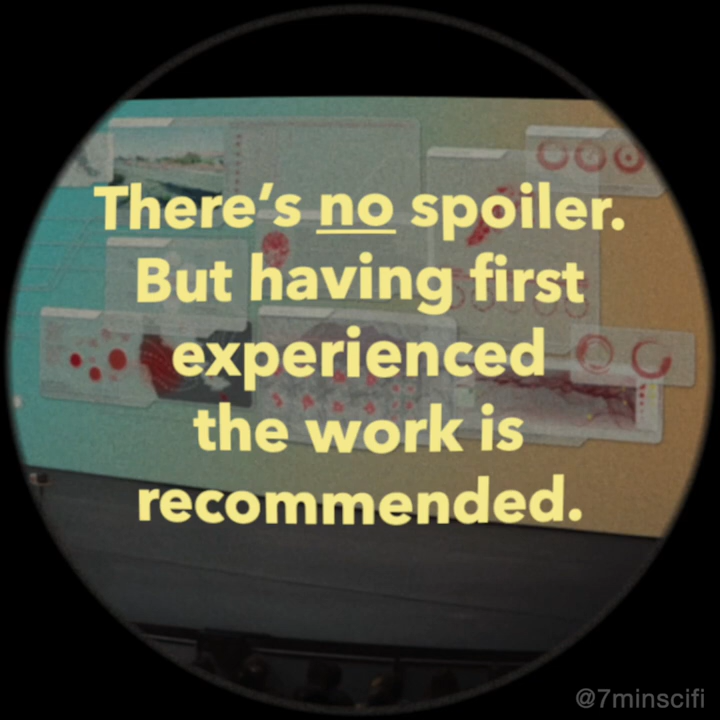 There's no spoiler.
But having first
experienced
the work is
recommended.
@7minscifi